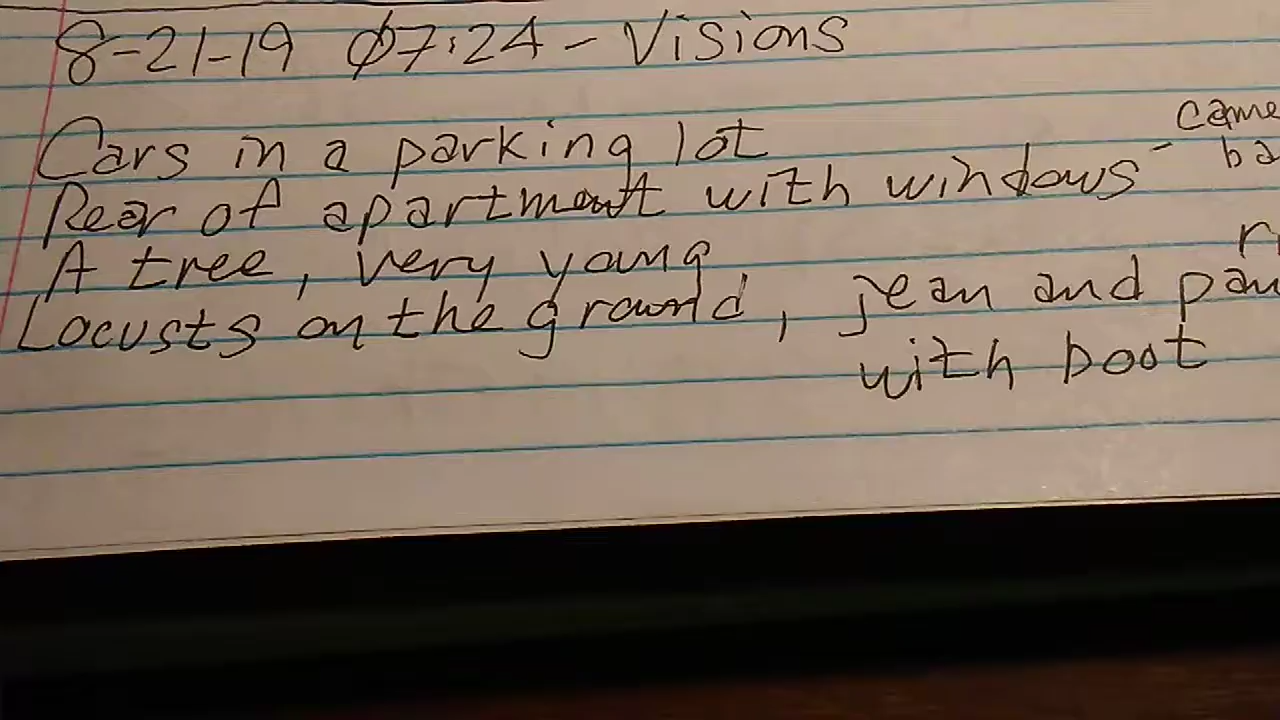 8-21-19 07:24 - Visions
Cars in a parking lot
Rear of apartment with windows - came
A tree, very young
Locusts on the ground, jean and
with boot